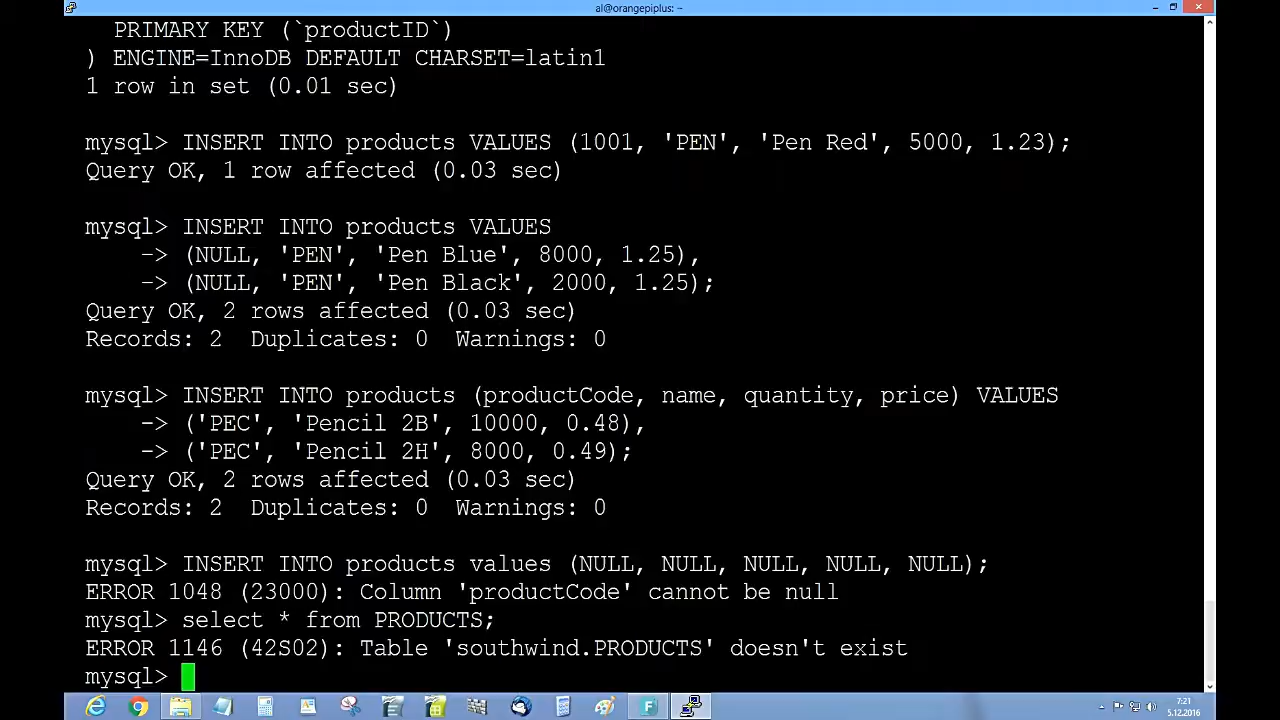 al@orangepiplus: ~
PRIMARY KEY (`productID`)
) ENGINE=InnoDB DEFAULT CHARSET=latin1
1 row in set (0.01 sec)
mysql> INSERT INTO products VALUES (1001, 'PEN', 'Pen Red', 5000, 1.23);
Query OK, 1 row affected (0.03 sec)
mysql> INSERT INTO products VALUES
-> (NULL, 'PEN', 'Pen Blue', 8000, 1.25),
-> (NULL, 'PEN', 'Pen Black', 2000, 1.25);
Query OK, 2 rows affected (0.03 sec)
Records: 2  Duplicates: 0  Warnings: 0
mysql> INSERT INTO products (productCode, name, quantity, price) VALUES
-> ('PEC', 'Pencil 2B', 10000, 0.48),
-> ('PEC', 'Pencil 2H', 8000, 0.49);
Query OK, 2 rows affected (0.03 sec)
Records: 2  Duplicates: 0  Warnings: 0
mysql> INSERT INTO products values (NULL, NULL, NULL, NULL, NULL);
ERROR 1048 (23000): Column 'productCode' cannot be null
mysql> select * from PRODUCTS;
ERROR 1146 (42S02): Table 'southwind.PRODUCTS' doesn't exist
mysql>
7:21
5.12.2016